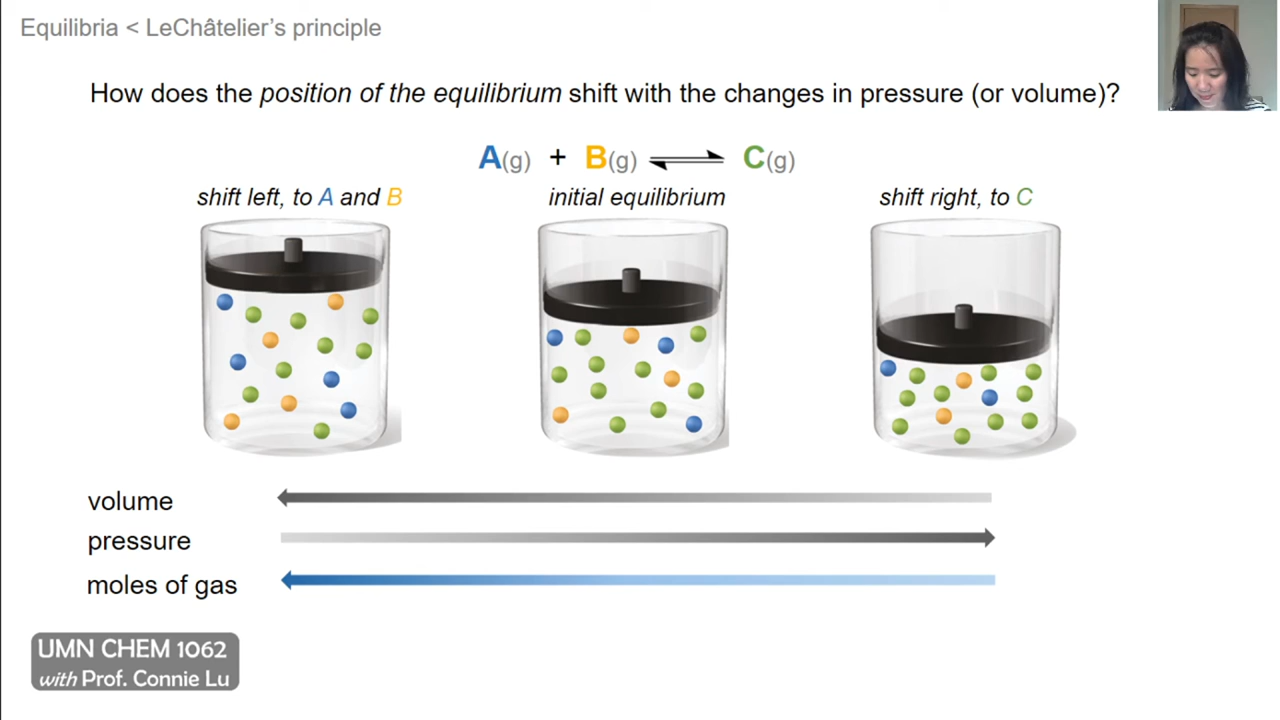 Equilibria < LeChâtelier’s principle
How does the position of the equilibrium shift with the changes in pressure (or volume)?
A(g) + B(g) ⇌ C(g)
shift left, to A and B
initial equilibrium
shift right, to C
volume
pressure
moles of gas
UMN CHEM 1062
with Prof. Connie Lu